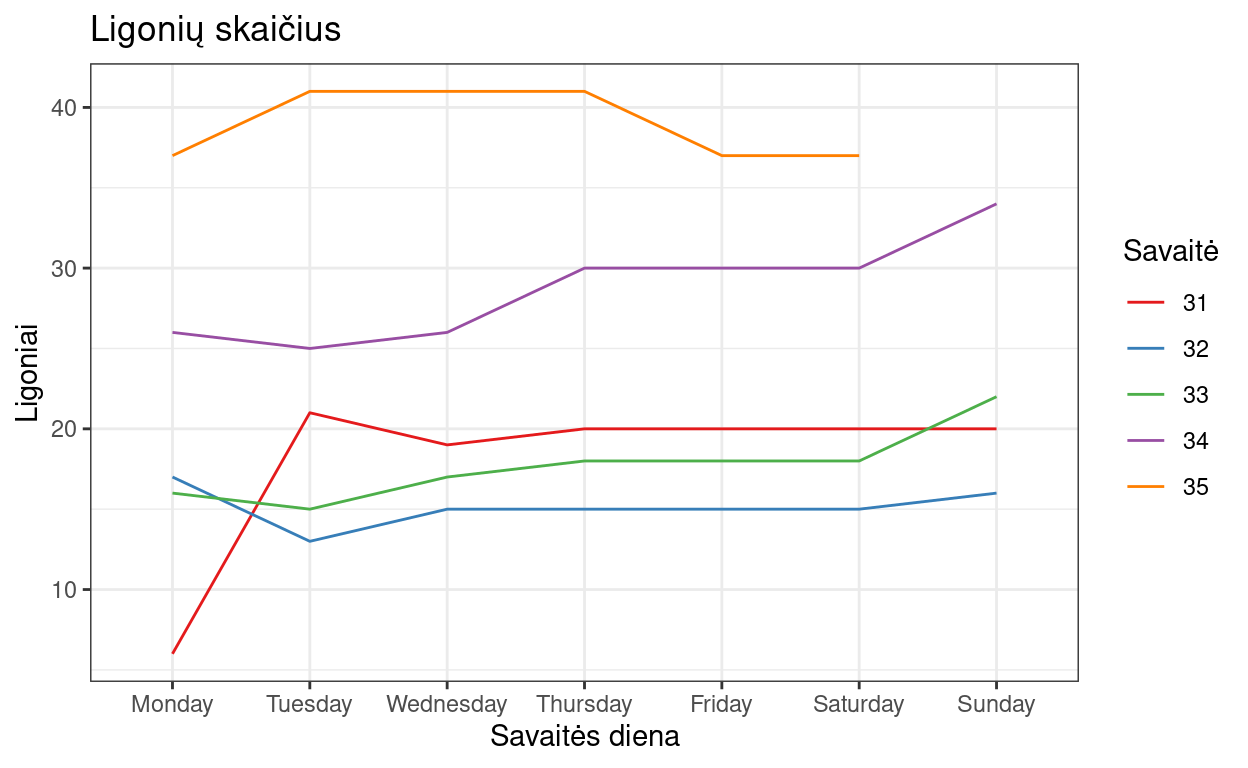 Ligonių skaičius
Ligoniai
40
30
20
10
Monday Tuesday Wednesday Thursday Friday Saturday Sunday
Savaitės diena
Savaitė
31
32
33
34
35